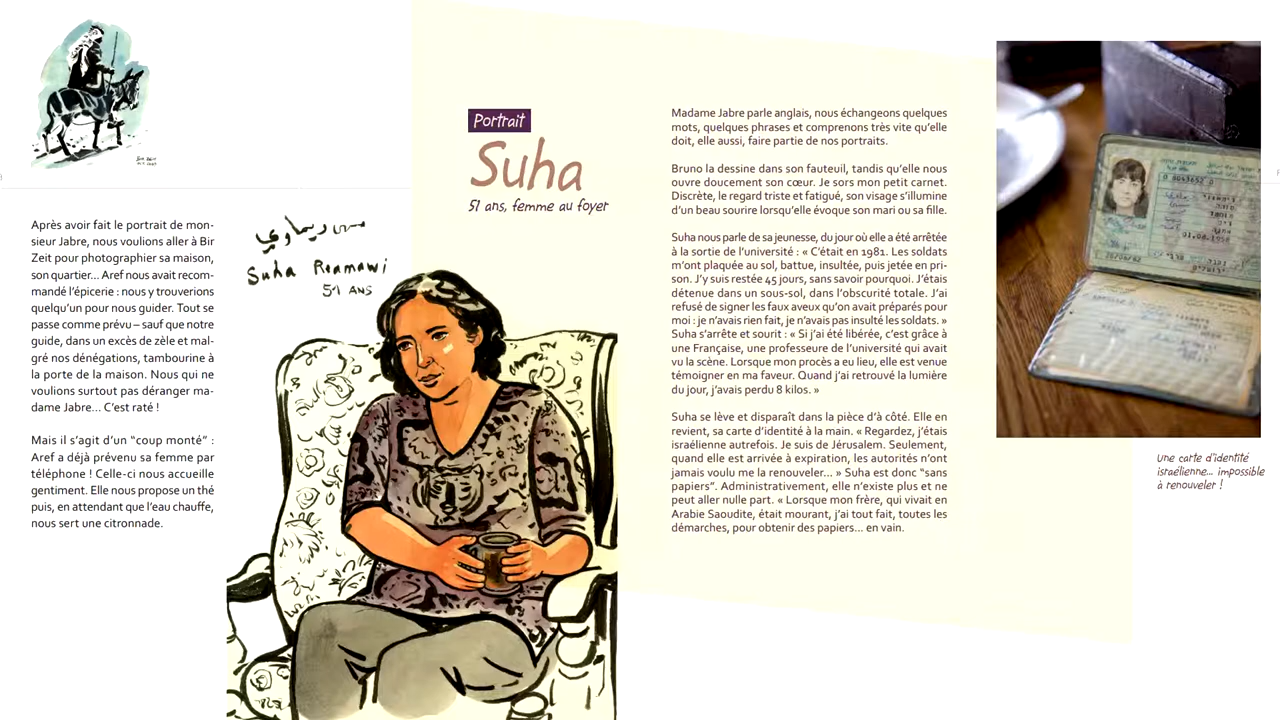 Après avoir fait le portrait de mon-
sieur Jabre, nous voulions aller à Bir
Zeit pour photographier sa maison,
son quartier... Aref nous avait recom-
mandé l'épicerie : nous y trouverions
quelqu'un pour nous guider. Tout se
passe comme prévu – sauf que notre
guide, dans un excès de zèle et mal-
gré nos dénégations, tambourine à
la porte de la maison. Nous qui ne
voulions surtout pas déranger ma-
dame Jabre... C'est raté !
Mais il s'agit d'un “coup monté” :
Aref a déjà prévenu sa femme par
téléphone ! Celle-ci nous accueille
gentiment. Elle nous propose un thé
puis, en attendant que l'eau chauffe,
nous sert une citronnade.
Portrait
Suha
51 ans, femme au foyer
سهى ريماوي
Suha Reamawi
51 ANS
Madame Jabre parle anglais, nous échangeons quelques
mots, quelques phrases et comprenons très vite qu'elle
doit, elle aussi, faire partie de nos portraits.
Bruno la dessine dans son fauteuil, tandis qu'elle nous
ouvre doucement son cœur. Je sors mon petit carnet.
Discrète, le regard triste et fatigué, son visage s'illumine
d'un beau sourire lorsqu'elle évoque son mari ou sa fille.
Suha nous parle de sa jeunesse, du jour où elle a été arrêtée
à la sortie de l'université : « C'était en 1981. Les soldats
m'ont plaquée au sol, battue, insultée, puis jetée en pri-
son. J'y suis restée 45 jours, sans savoir pourquoi. J'étais
détenue dans un sous-sol, dans l'obscurité totale. J'ai
refusé de signer les faux aveux qu'on avait préparés pour
moi : je n'avais rien fait, je n'avais pas insulté les soldats. »
Suha s'arrête et sourit : « Si j'ai été libérée, c'est grâce à
une Française, une professeure de l'université qui avait
vu la scène. Lorsque mon procès a eu lieu, elle est venue
témoigner en ma faveur. Quand j'ai retrouvé la lumière
du jour, j'avais perdu 8 kilos. »
Suha se lève et disparaît dans la pièce d'à côté. Elle en
revient, sa carte d'identité à la main. « Regardez, j'étais
israélienne autrefois. Je suis de Jérusalem. Seulement,
quand elle est arrivée à expiration, les autorités n'ont
jamais voulu me la renouveler... » Suha est donc “sans
papiers”. Administrativement, elle n'existe plus et ne
peut aller nulle part. « Lorsque mon frère, qui vivait en
Arabie Saoudite, était mourant, j'ai tout fait, toutes les
démarches, pour obtenir des papiers... en vain.
Une carte d'identité
israélienne... impossible
à renouveler !